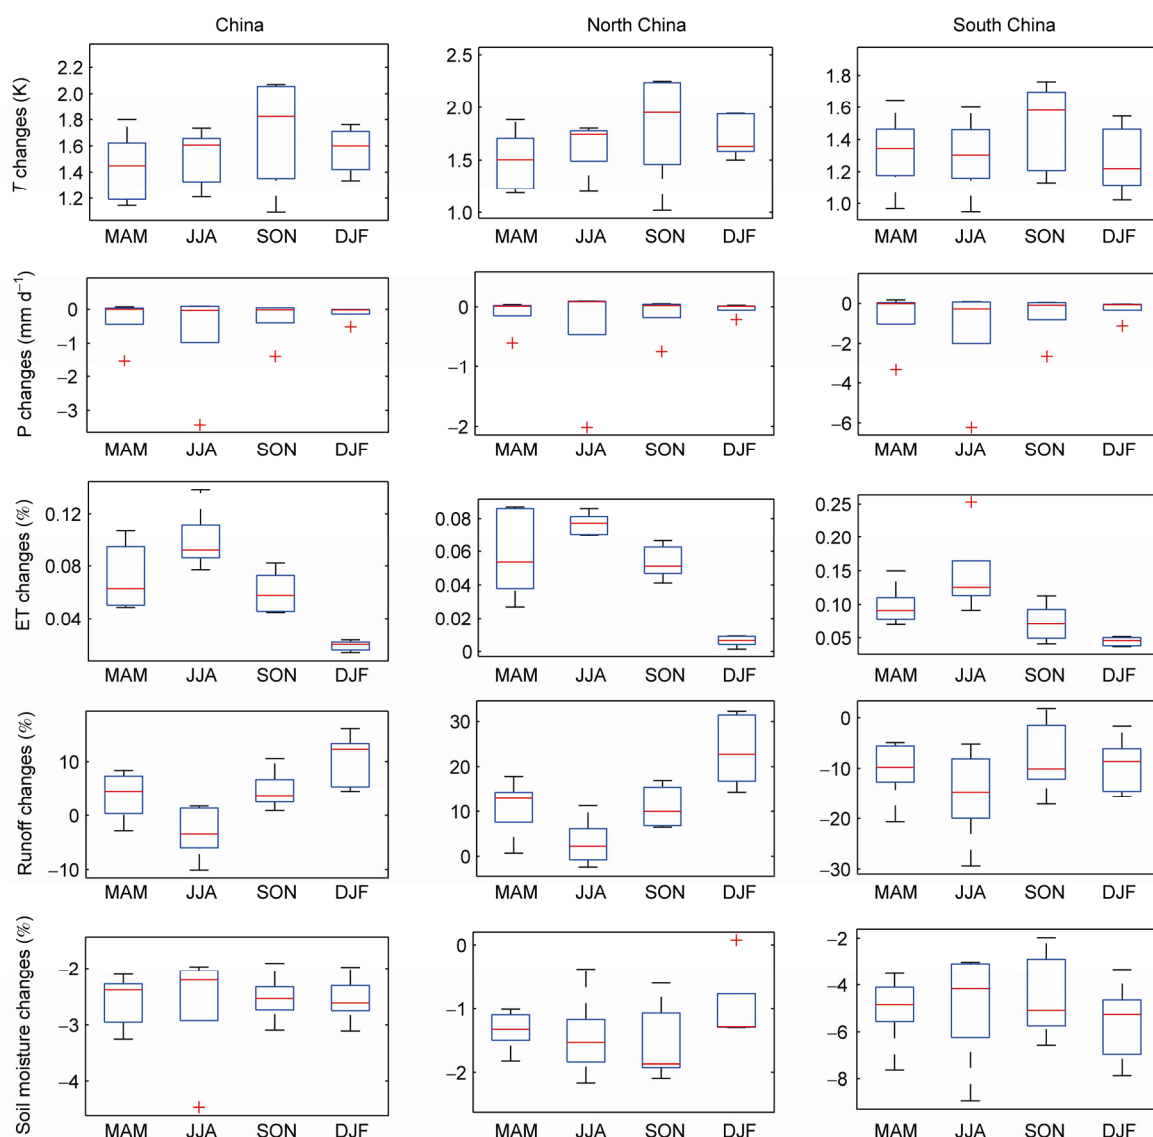 China North China South China
T changes (K)
2.2
2.0
1.8
1.6
1.4
1.2
MAM JJA SON DJF
2.5
2.0
1.5
1.0
MAM JJA SON DJF
1.8
1.6
1.4
1.2
1.0
MAM JJA SON DJF
P changes (mm d⁻¹)
0
−1
−2
−3
MAM JJA SON DJF
0
−1
−2
MAM JJA SON DJF
0
−2
−4
−6
MAM JJA SON DJF
ET changes (%)
0.12
0.08
0.04
MAM JJA SON DJF
0.08
0.06
0.04
0.02
0
MAM JJA SON DJF
0.25
0.20
0.15
0.10
0.05
MAM JJA SON DJF
Runoff changes (%)
10
0
−10
MAM JJA SON DJF
30
20
10
0
MAM JJA SON DJF
0
−10
−20
−30
MAM JJA SON DJF
Soil moisture changes (%)
−2
−3
−4
MAM JJA SON DJF
0
−1
−2
MAM JJA SON DJF
−2
−4
−6
−8
MAM JJA SON DJF